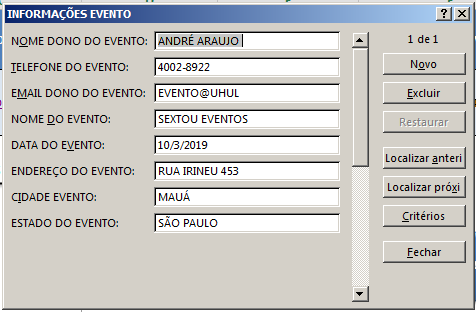 INFORMAÇÕES EVENTO
NOME DONO DO EVENTO: ANDRÉ ARAUJO
TELEFONE DO EVENTO: 4002-8922
EMAIL DONO DO EVENTO: EVENTO@UHUL
NOME DO EVENTO: SEXTOU EVENTOS
DATA DO EVENTO: 10/3/2019
ENDEREÇO DO EVENTO: RUA IRINEU 453
CIDADE EVENTO: MAUÁ
ESTADO DO EVENTO: SÃO PAULO
1 de 1
Novo
Excluir
Restaurar
Localizar anteri
Localizar próxi
Critérios
Fechar